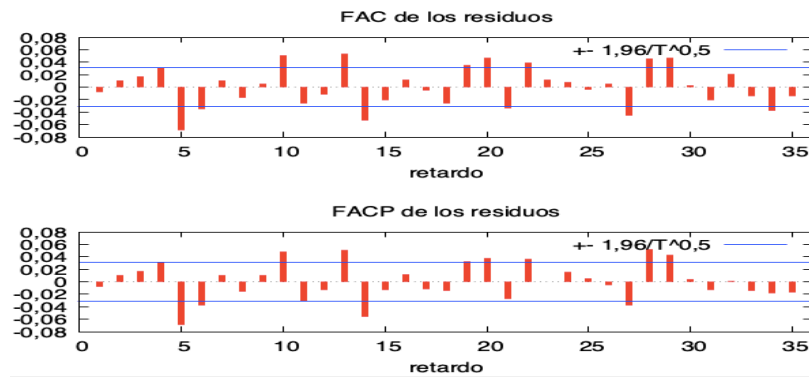 FAC de los residuos
0,08
0,06
0,04
0,02
0
-0,02
-0,04
-0,06
-0,08
+- 1,96/T^0,5
0 5 10 15 20 25 30 35
retardo
FACP de los residuos
0,08
0,06
0,04
0,02
0
-0,02
-0,04
-0,06
-0,08
+- 1,96/T^0,5
0 5 10 15 20 25 30 35
retardo